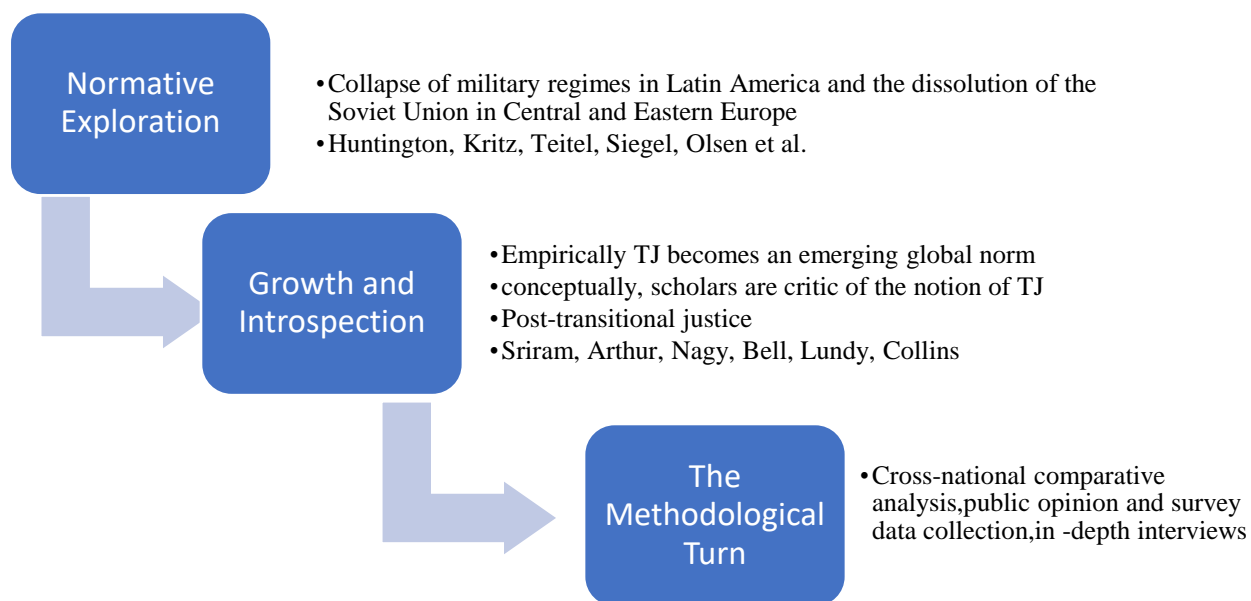 Normative
Exploration
•Collapse of military regimes in Latin America and the dissolution of the
Soviet Union in Central and Eastern Europe
•Huntington, Kritz, Teitel, Siegel, Olsen et al.
Growth and
Introspection
•Empirically TJ becomes an emerging global norm
•conceptually, scholars are critic of the notion of TJ
•Post-transitional justice
•Sriram, Arthur, Nagy, Bell, Lundy, Collins
The
Methodological
Turn
•Cross-national comparative
analysis,public opinion and survey
data collection,in -depth interviews